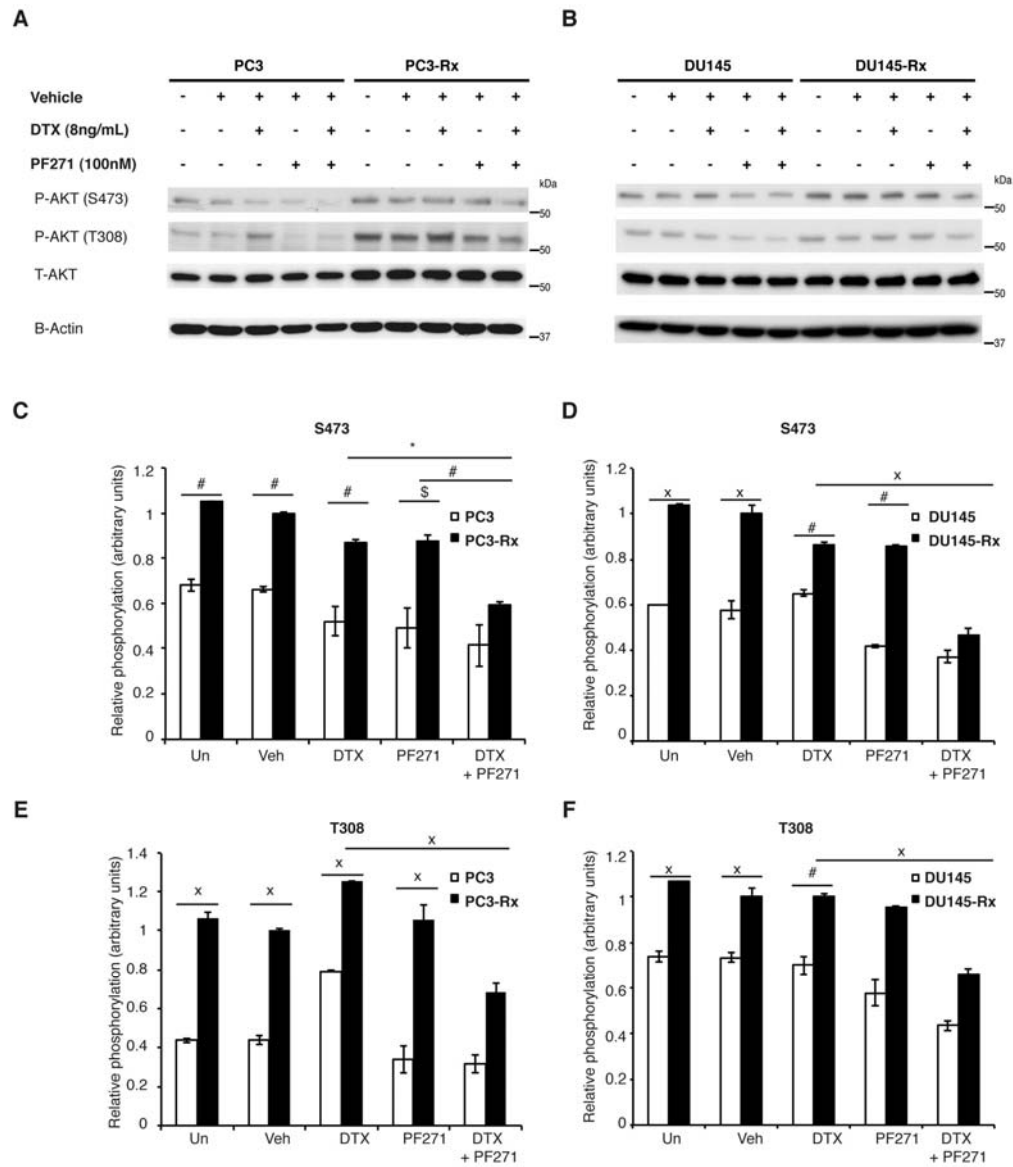 A B
PC3 PC3-Rx DU145 DU145-Rx
Vehicle - + + + + - + + + + - + + + + - + + + +
DTX (8ng/mL) - - + - + - - + - + - - + - + - - + - +
PF271 (100nM) - - - + + - - - + + - - - + + - - - + +
kDa kDa
P-AKT (S473)
50 50
P-AKT (T308)
50 50
T-AKT
50 50
B-Actin
37 37
C D
S473 S473
Relative phosphorylation (arbitrary units)
1.2
1
0.8
0.6
0.4
0.2
0
# # # $ * #
PC3
PC3-Rx
Un Veh DTX PF271 DTX
+ PF271
Relative phosphorylation (arbitrary units)
1.2
1
0.8
0.6
0.4
0.2
0
x x # # x
DU145
DU145-Rx
Un Veh DTX PF271 DTX
+ PF271
E F
T308 T308
Relative phosphorylation (arbitrary units)
1.4
1.2
1
0.8
0.6
0.4
0.2
0
x x x x x
PC3
PC3-Rx
Un Veh DTX PF271 DTX
+ PF271
Relative phosphorylation (arbitrary units)
1.2
1
0.8
0.6
0.4
0.2
0
x x # x
DU145
DU145-Rx
Un Veh DTX PF271 DTX
+ PF271